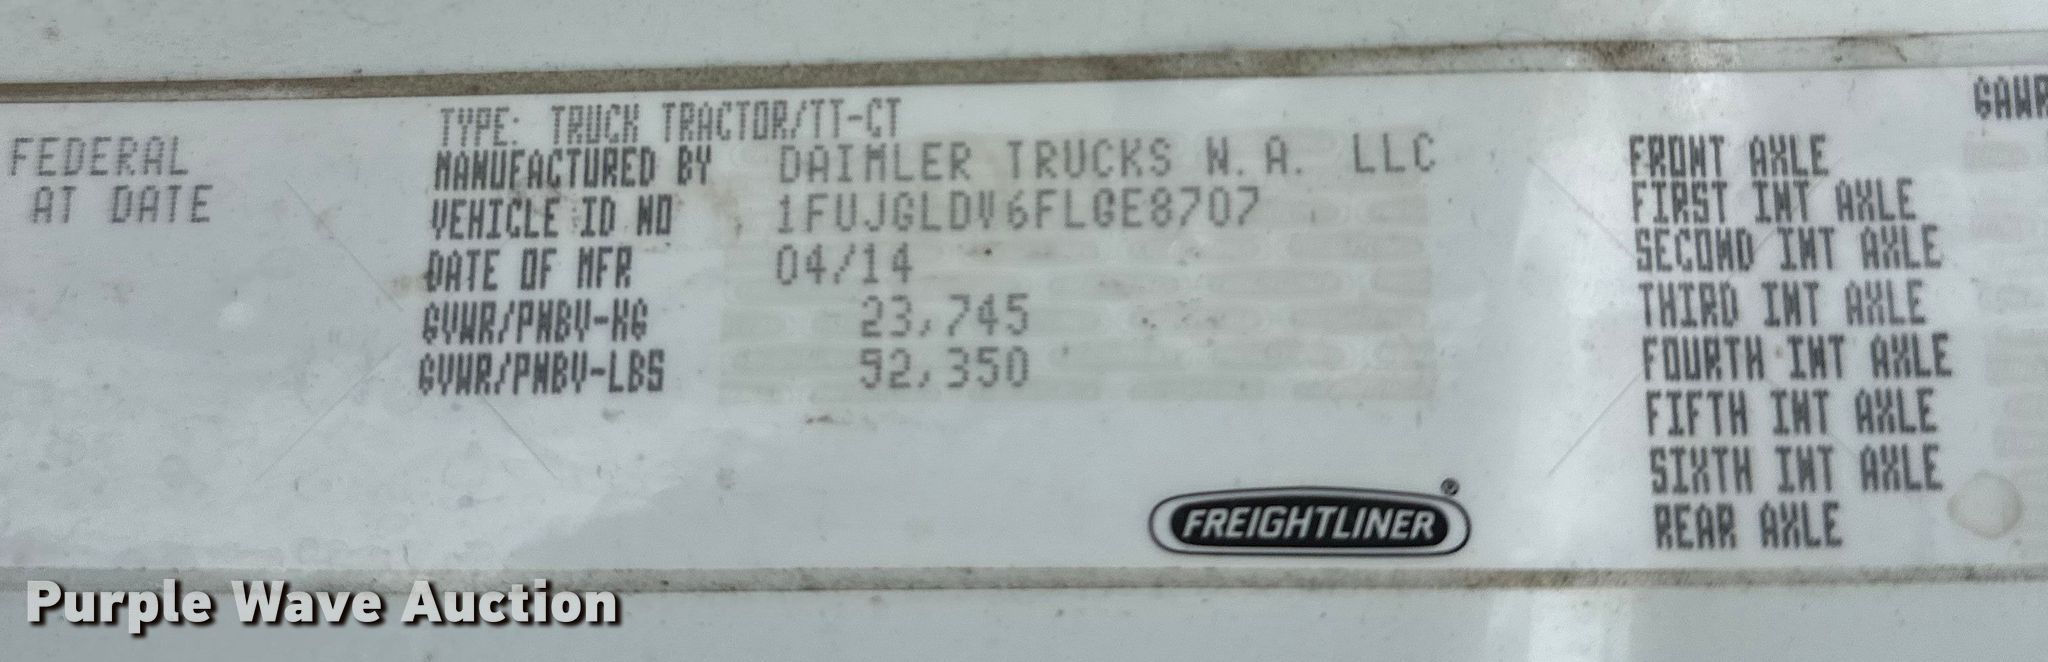 FEDERAL
AT DATE
TYPE: TRUCK TRACTOR/TT-CT
MANUFACTURED BY DAIMLER TRUCKS N.A. LLC
VEHICLE ID NO 1FUJGLDV6FLGE8707
DATE OF MFR 04/14
GVWR/PNBV-KG 23,745
GVWR/PNBV-LBS 52,350
FREIGHTLINER®
GAWR
FRONT AXLE
FIRST INT AXLE
SECOND INT AXLE
THIRD INT AXLE
FOURTH INT AXLE
FIFTH INT AXLE
SIXTH INT AXLE
REAR AXLE
Purple Wave Auction